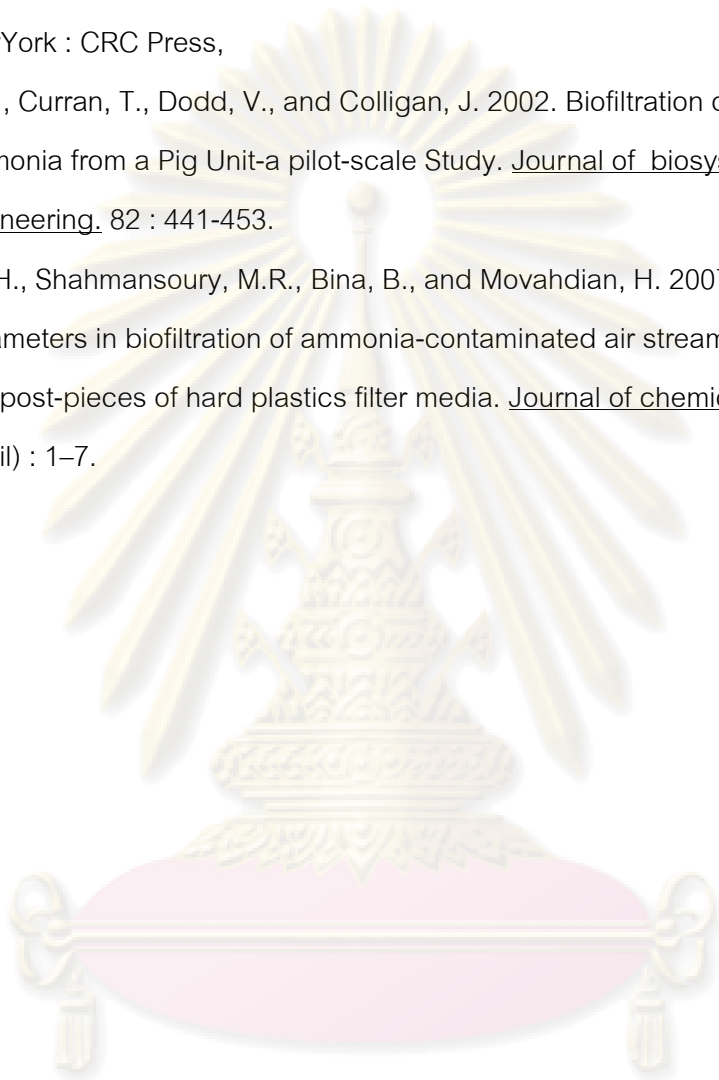 York : CRC Press,
, Curran, T., Dodd, V., and Colligan, J. 2002. Biofiltration
monia from a Pig Unit-a pilot-scale Study. Journal of biosys
neering. 82 : 441-453.
H., Shahmansoury, M.R., Bina, B., and Movahdian, H. 200
ameters in biofiltration of ammonia-contaminated air stream
post-pieces of hard plastics filter media. Journal of chemi
il) : 1–7.